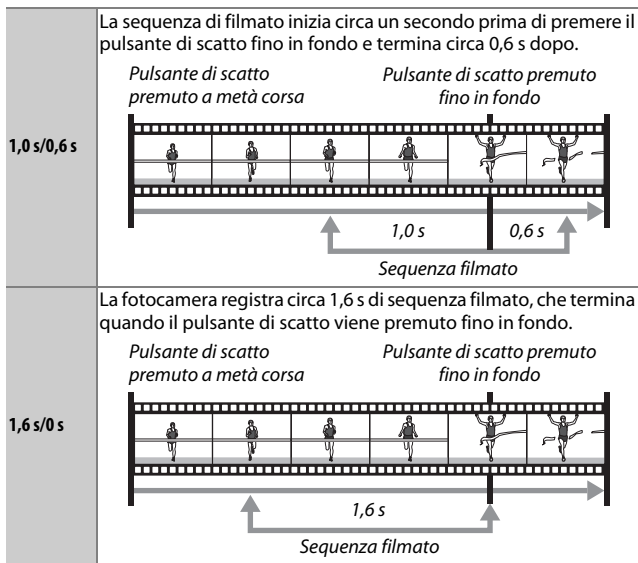 La sequenza di filmato inizia circa un secondo prima di premere il
pulsante di scatto fino in fondo e termina circa 0,6 s dopo.
Pulsante di scatto
premuto a metà corsa
Pulsante di scatto premuto
fino in fondo
1,0 s/0,6 s
1,0 s
0,6 s
Sequenza filmato
La fotocamera registra circa 1,6 s di sequenza filmato, che termina
quando il pulsante di scatto viene premuto fino in fondo.
Pulsante di scatto
premuto a metà corsa
Pulsante di scatto premuto
fino in fondo
1,6 s/0 s
1,6 s
Sequenza filmato